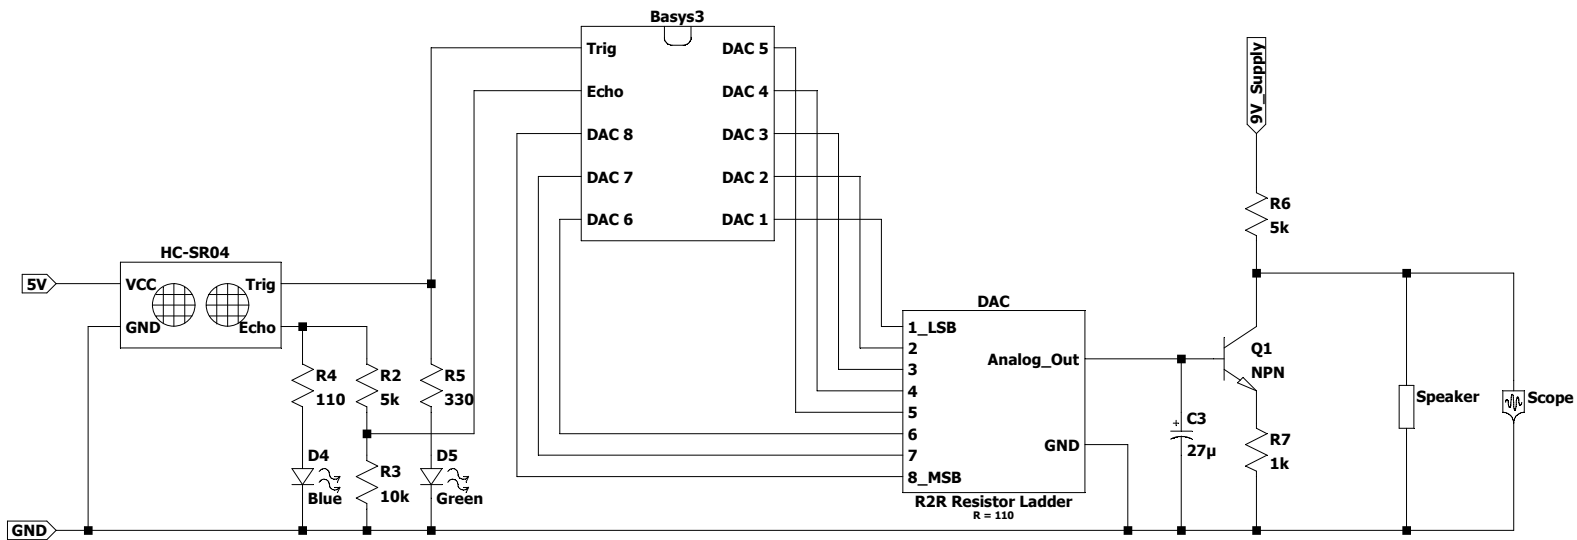 Basys3
Trig
Echo
DAC 8
DAC 7
DAC 6
DAC 5
DAC 4
DAC 3
DAC 2
DAC 1
9V_Supply
R6
5k
HC-SR04
5V
VCC
GND
Trig
Echo
R4
110
R2
5k
R5
330
D4
Blue
R3
10k
D5
Green
GND
DAC
1_LSB
2
3
4
5
6
7
8_MSB
Analog_Out
GND
R2R Resistor Ladder
R = 110
+
C3
27µ
Q1
NPN
R7
1k
Speaker
Scope